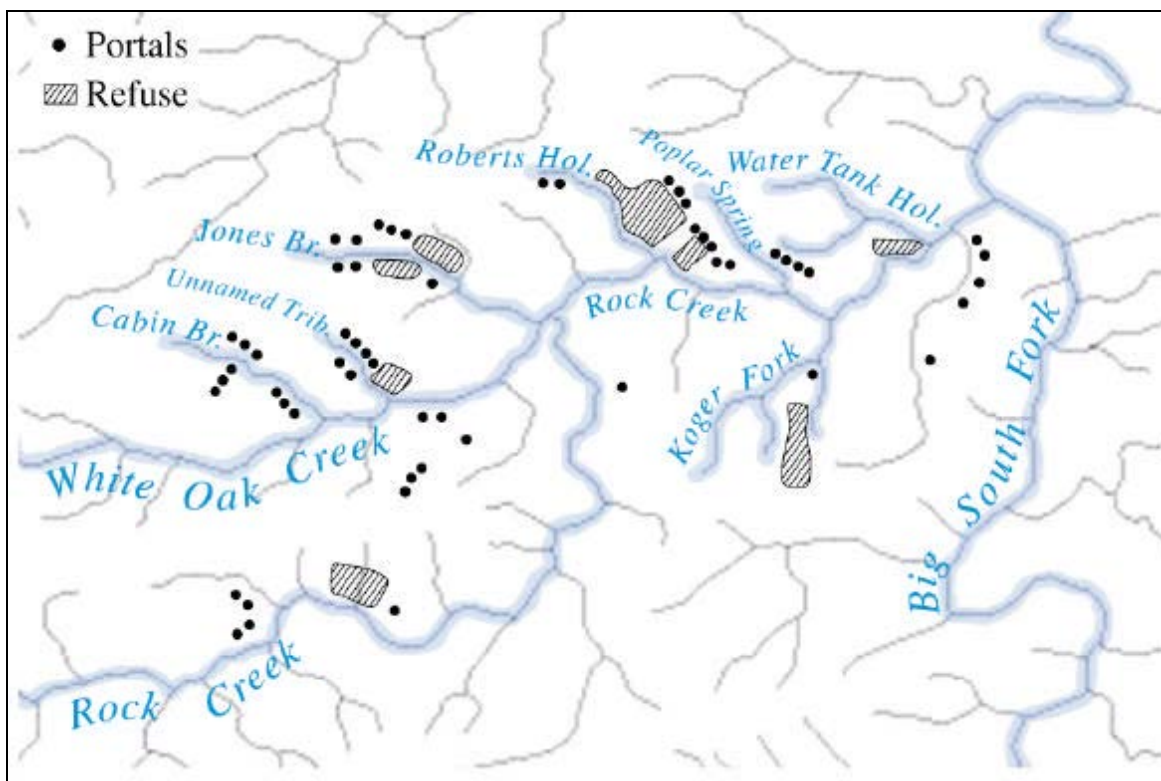 Portals
Refuse
Roberts Hol.
Poplar Spring
Water Tank Hol.
Jones Br.
Unnamed Trib.
Cabin Br.
Rock Creek
Koger Fork
White Oak Creek
Big South Fork
Rock Creek